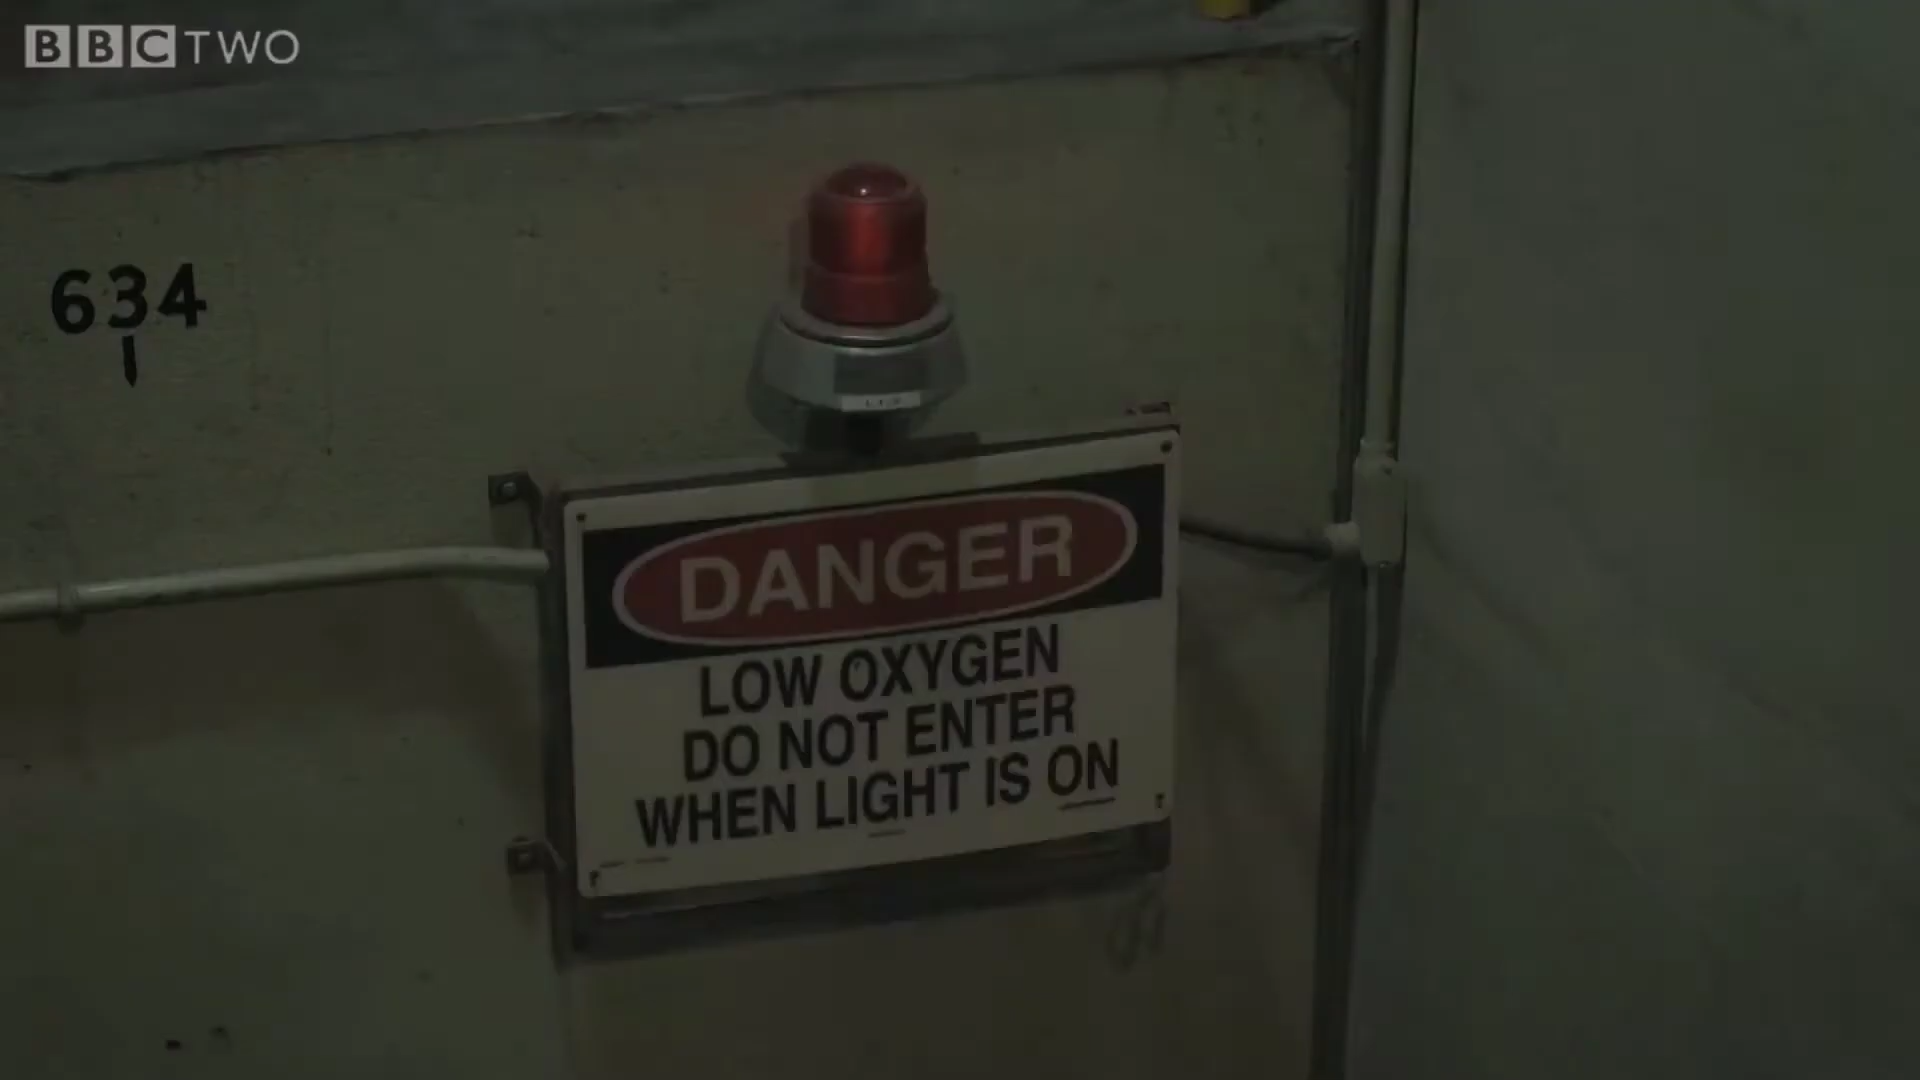 BBC TWO
634
DANGER
LOW OXYGEN
DO NOT ENTER
WHEN LIGHT IS ON